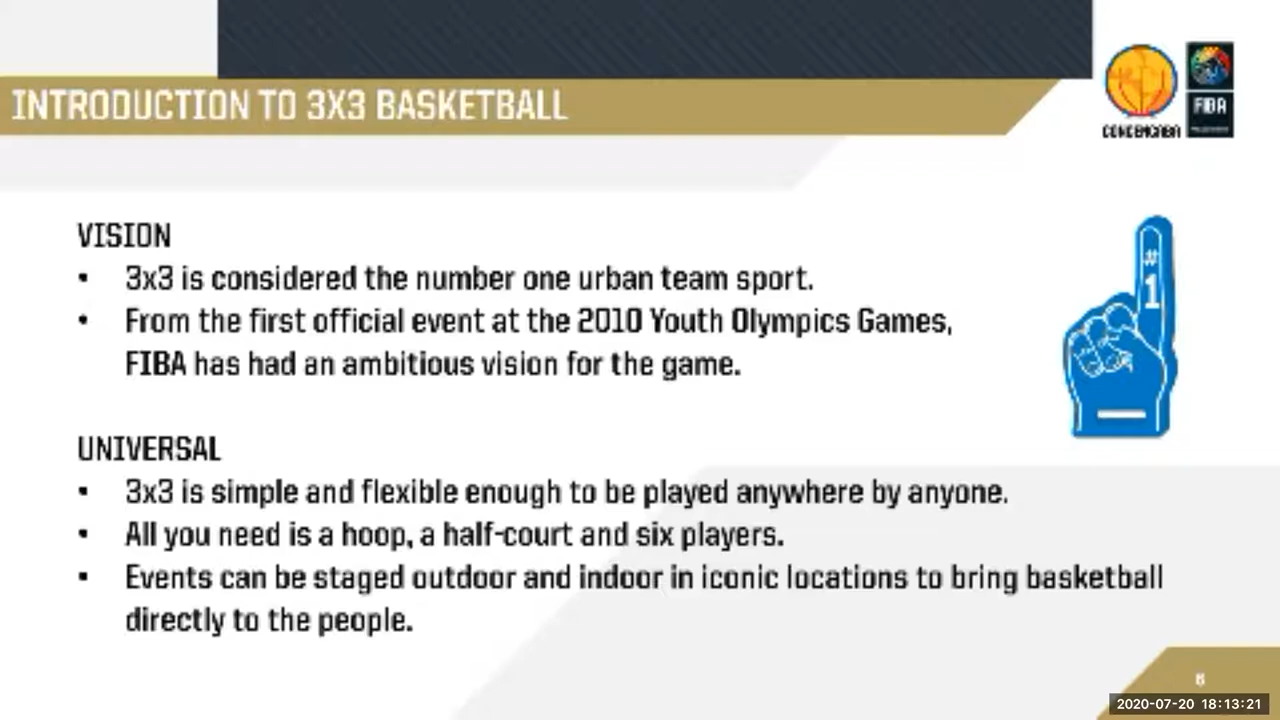 INTRODUCTION TO 3X3 BASKETBALL
CONCENCABA
FIBA
VISION
• 3x3 is considered the number one urban team sport.
• From the first official event at the 2010 Youth Olympics Games,
FIBA has had an ambitious vision for the game.
#
1
UNIVERSAL
• 3x3 is simple and flexible enough to be played anywhere by anyone.
• All you need is a hoop, a half-court and six players.
• Events can be staged outdoor and indoor in iconic locations to bring basketball
directly to the people.
2020-07-20 18:13:21